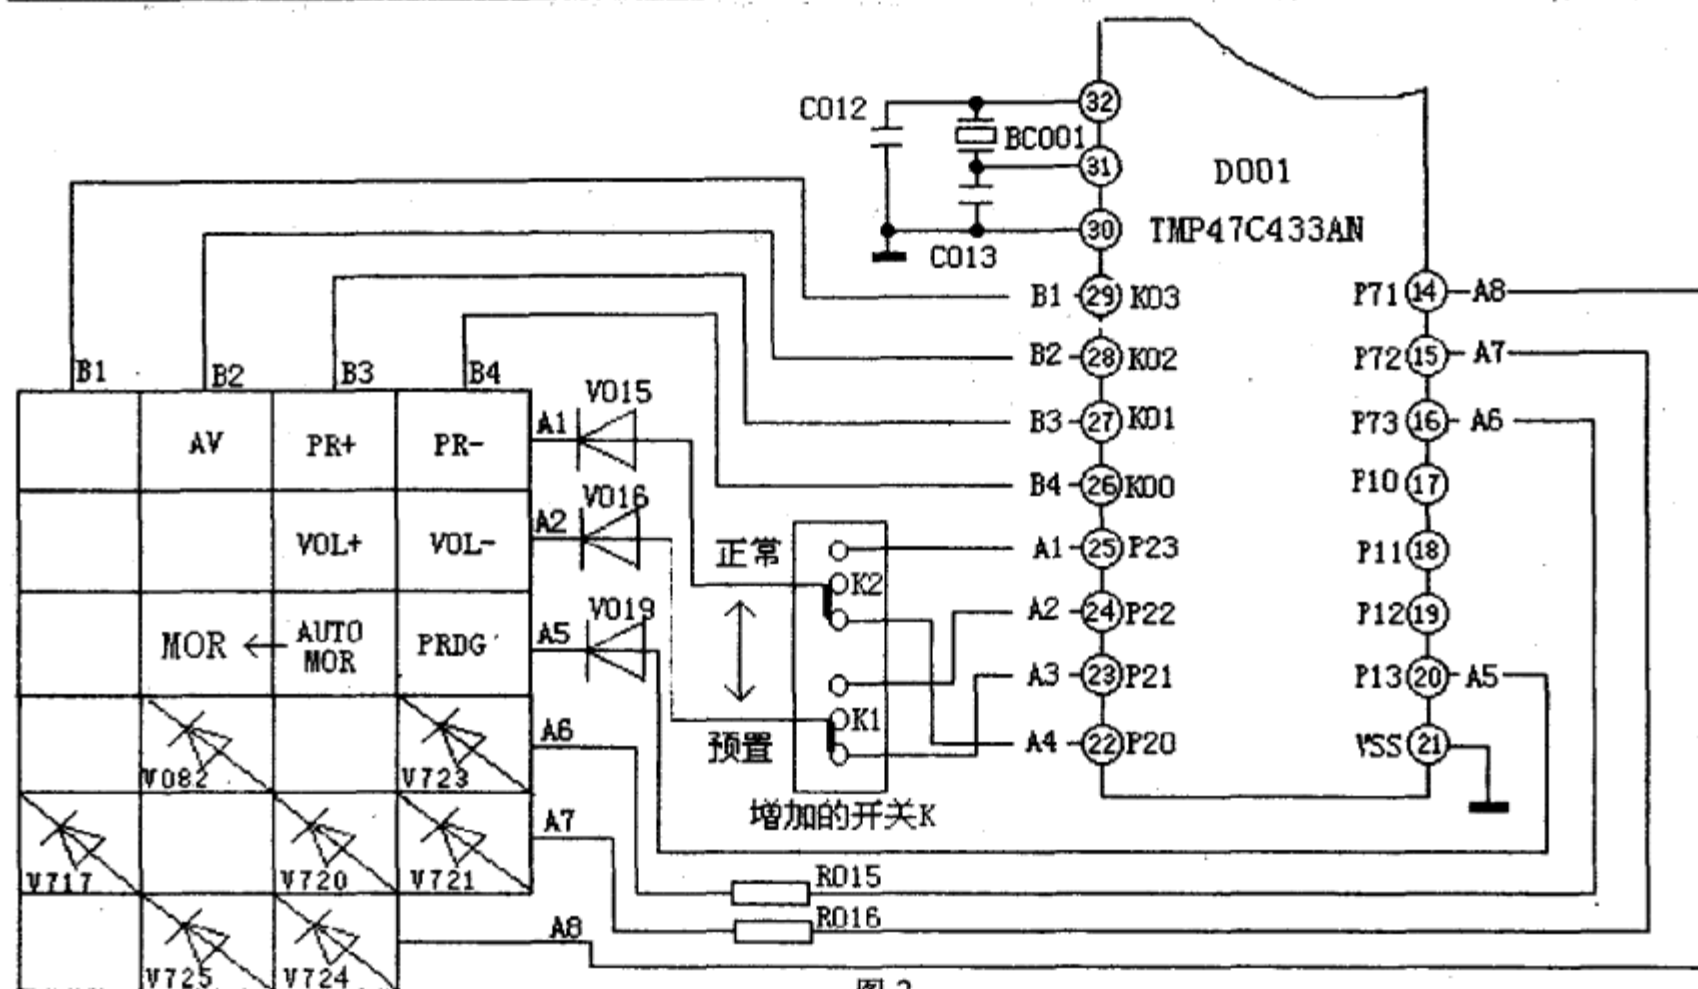 C012
32
BC001
31
D001
30
TMP47C433AN
C013
B1
29
K03
P71
14
A8
B2
28
K02
P72
15
A7
B1
B2
B3
B4
V015
B3
27
K01
P73
16
A6
A1
AV
PR+
PR-
B4
26
K00
P10
17
V016
A2
VOL+
VOL-
正常
A1
25
P23
P11
18
K2
V019
A2
24
P22
P12
19
MOR
AUTO
MOR
PRDG
A5
A3
23
P21
P13
20
A5
K1
预置
A4
22
P20
VSS
21
A6
V082
V723
增加的开关K
A7
V717
V720
V721
R015
R016
A8
V725
V724